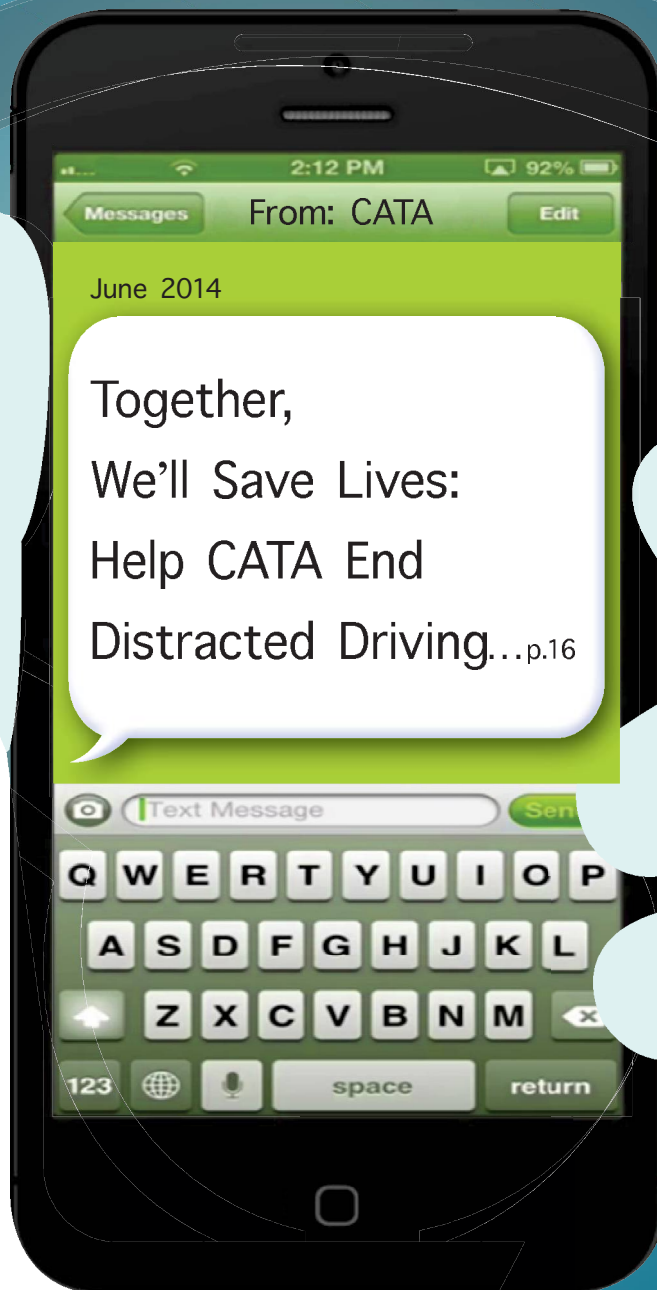 2:12 PM 92%
Messages From: CATA Edit
June 2014
Together,
We’ll Save Lives:
Help CATA End
Distracted Driving...p.16
Text Message Sen
Q W E R T Y U I O P
A S D F G H J K L
Z X C V B N M
123 space return